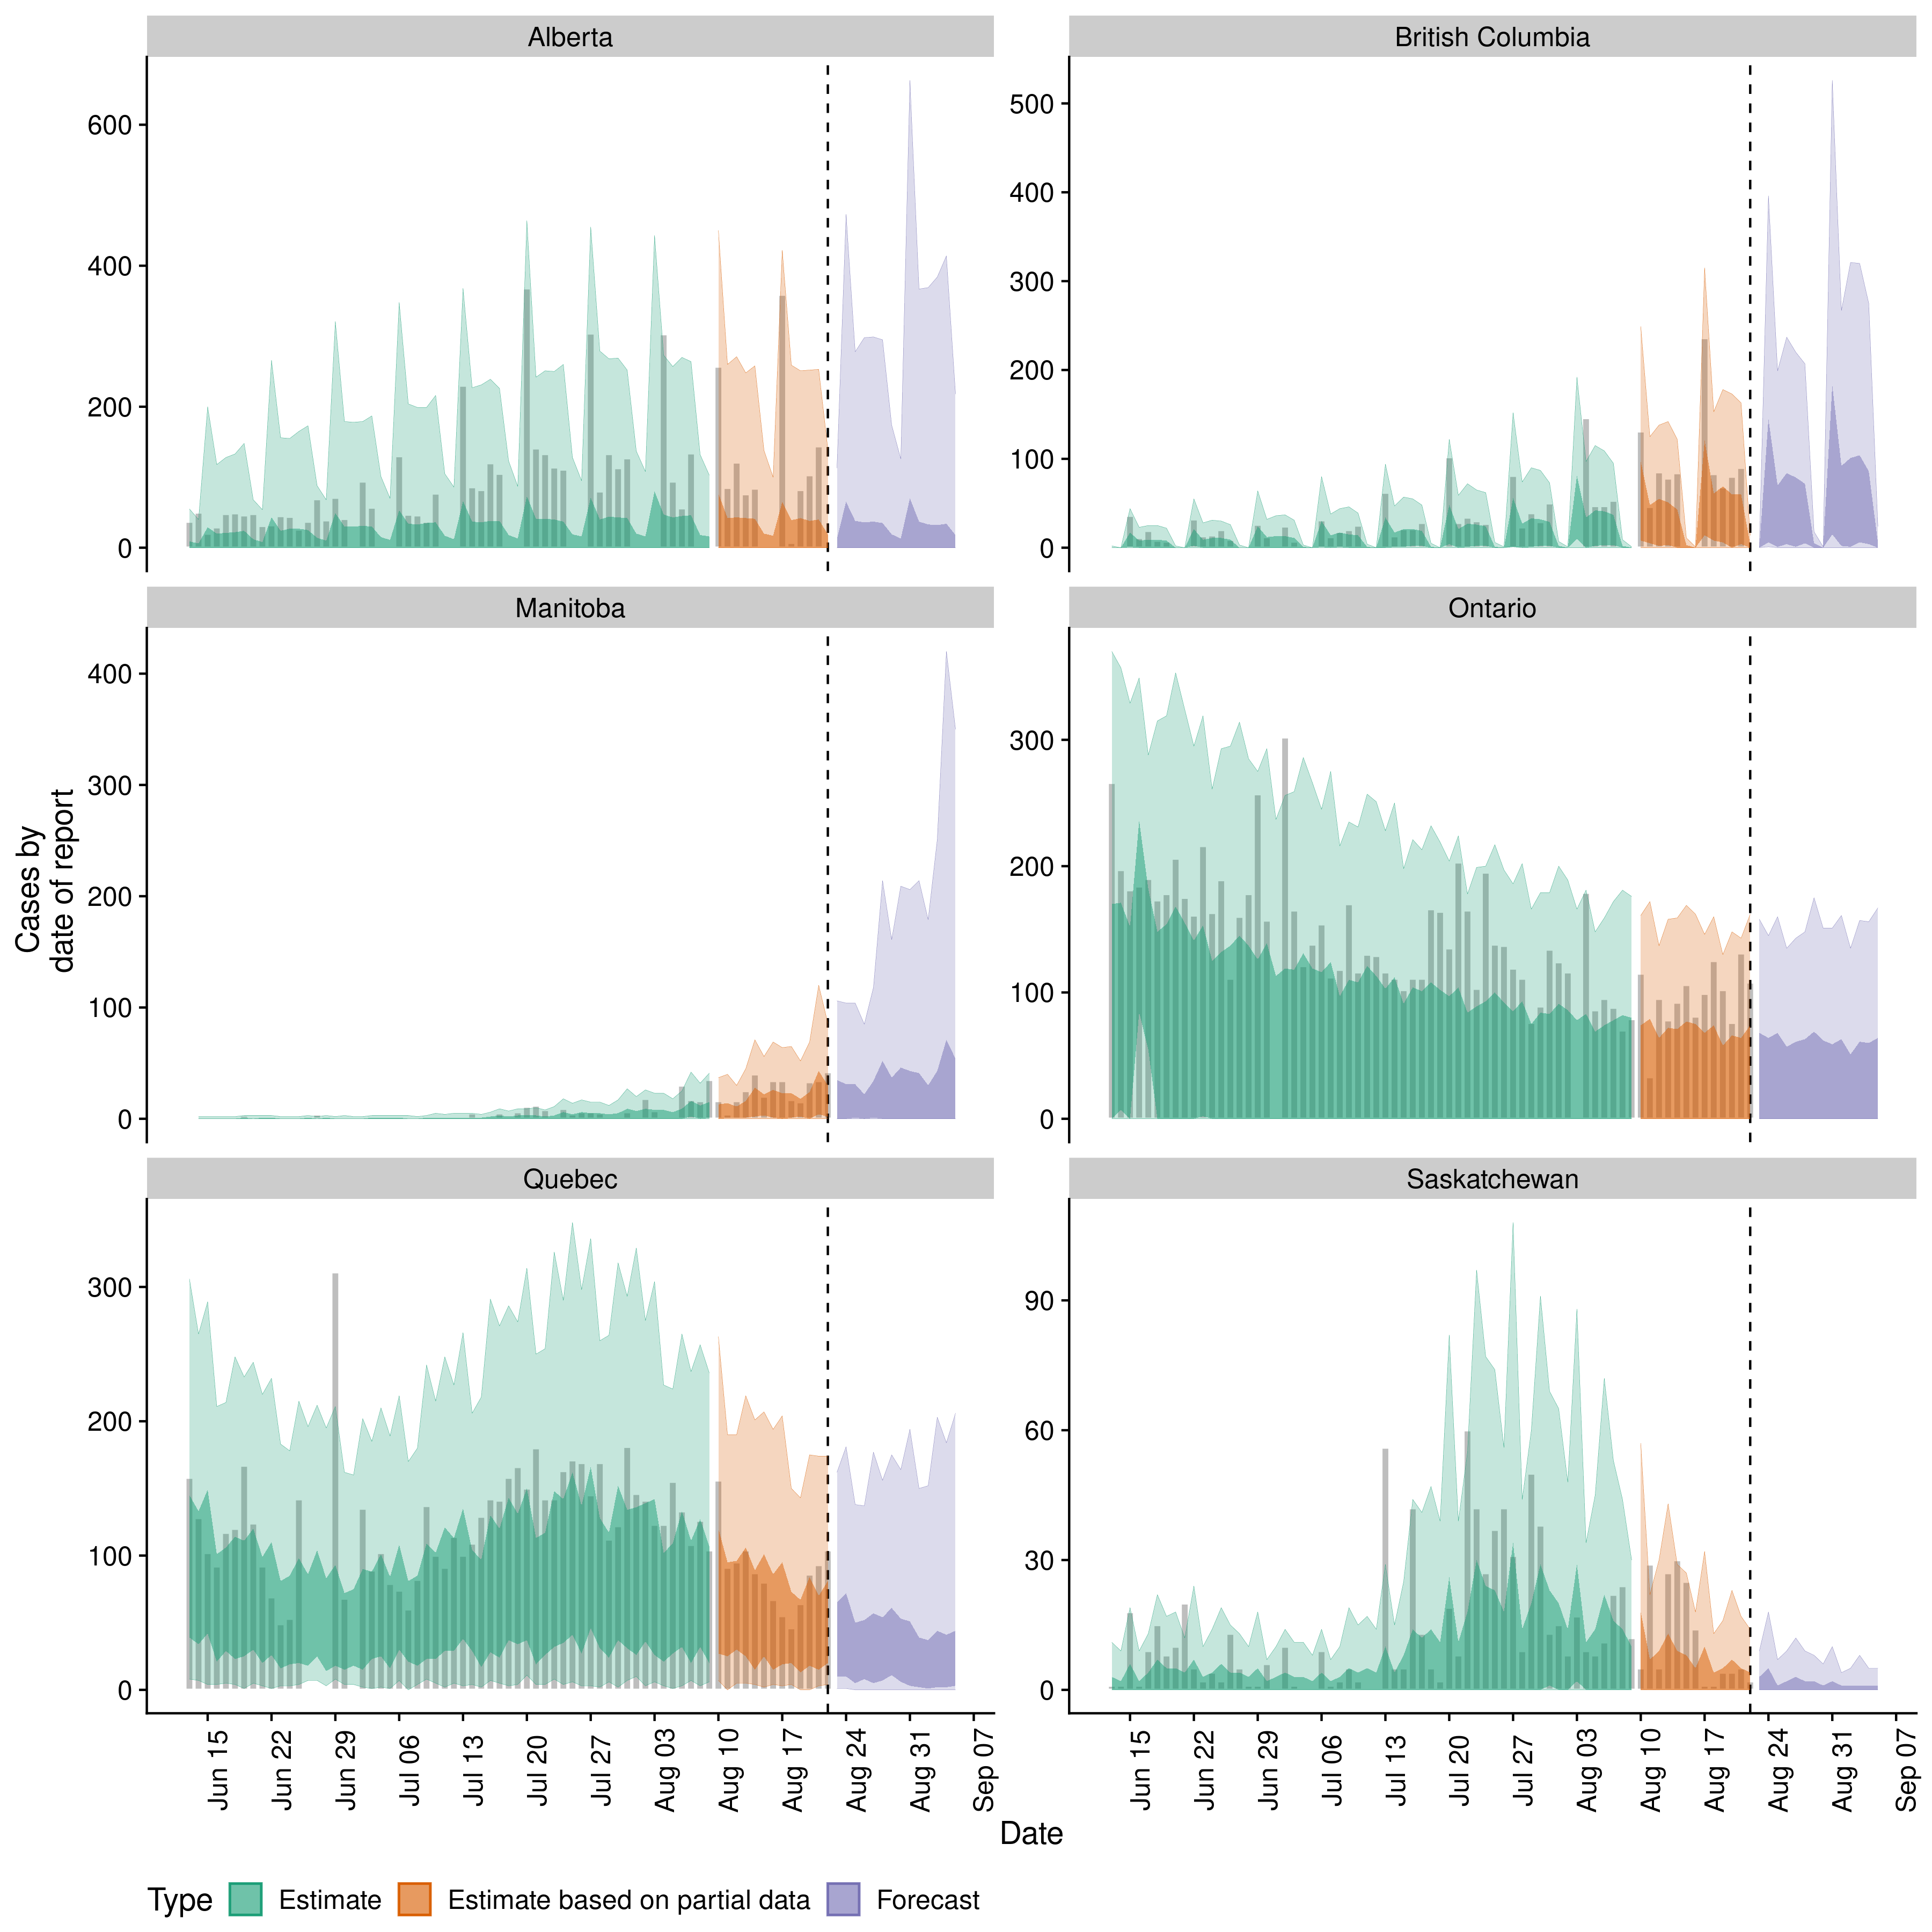 Alberta
British Columbia
600
400
200
0
500
400
300
200
100
0
Manitoba
Ontario
400
300
200
100
0
300
200
100
0
Cases by
date of report
Quebec
Saskatchewan
300
200
100
0
90
60
30
0
Jun 15
Jun 22
Jun 29
Jul 06
Jul 13
Jul 20
Jul 27
Aug 03
Aug 10
Aug 17
Aug 24
Aug 31
Sep 07
Jun 15
Jun 22
Jun 29
Jul 06
Jul 13
Jul 20
Jul 27
Aug 03
Aug 10
Aug 17
Aug 24
Aug 31
Sep 07
Date
Type Estimate Estimate based on partial data Forecast